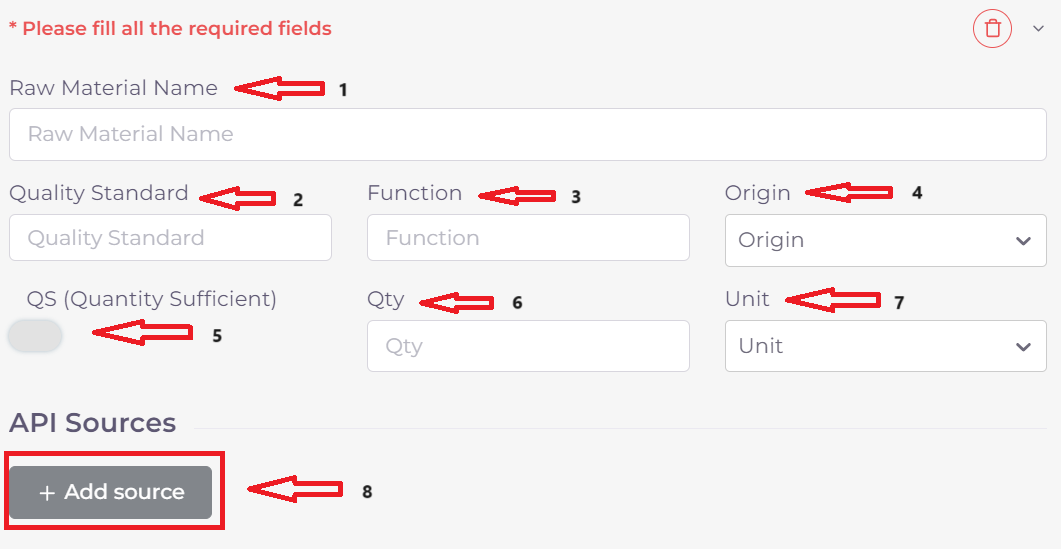 * Please fill all the required fields
Raw Material Name 1
Raw Material Name
Quality Standard 2 Function 3 Origin 4
Quality Standard Function Origin
QS (Quantity Sufficient) Qty 6 Unit 7
5
Qty Unit
API Sources
+ Add source 8